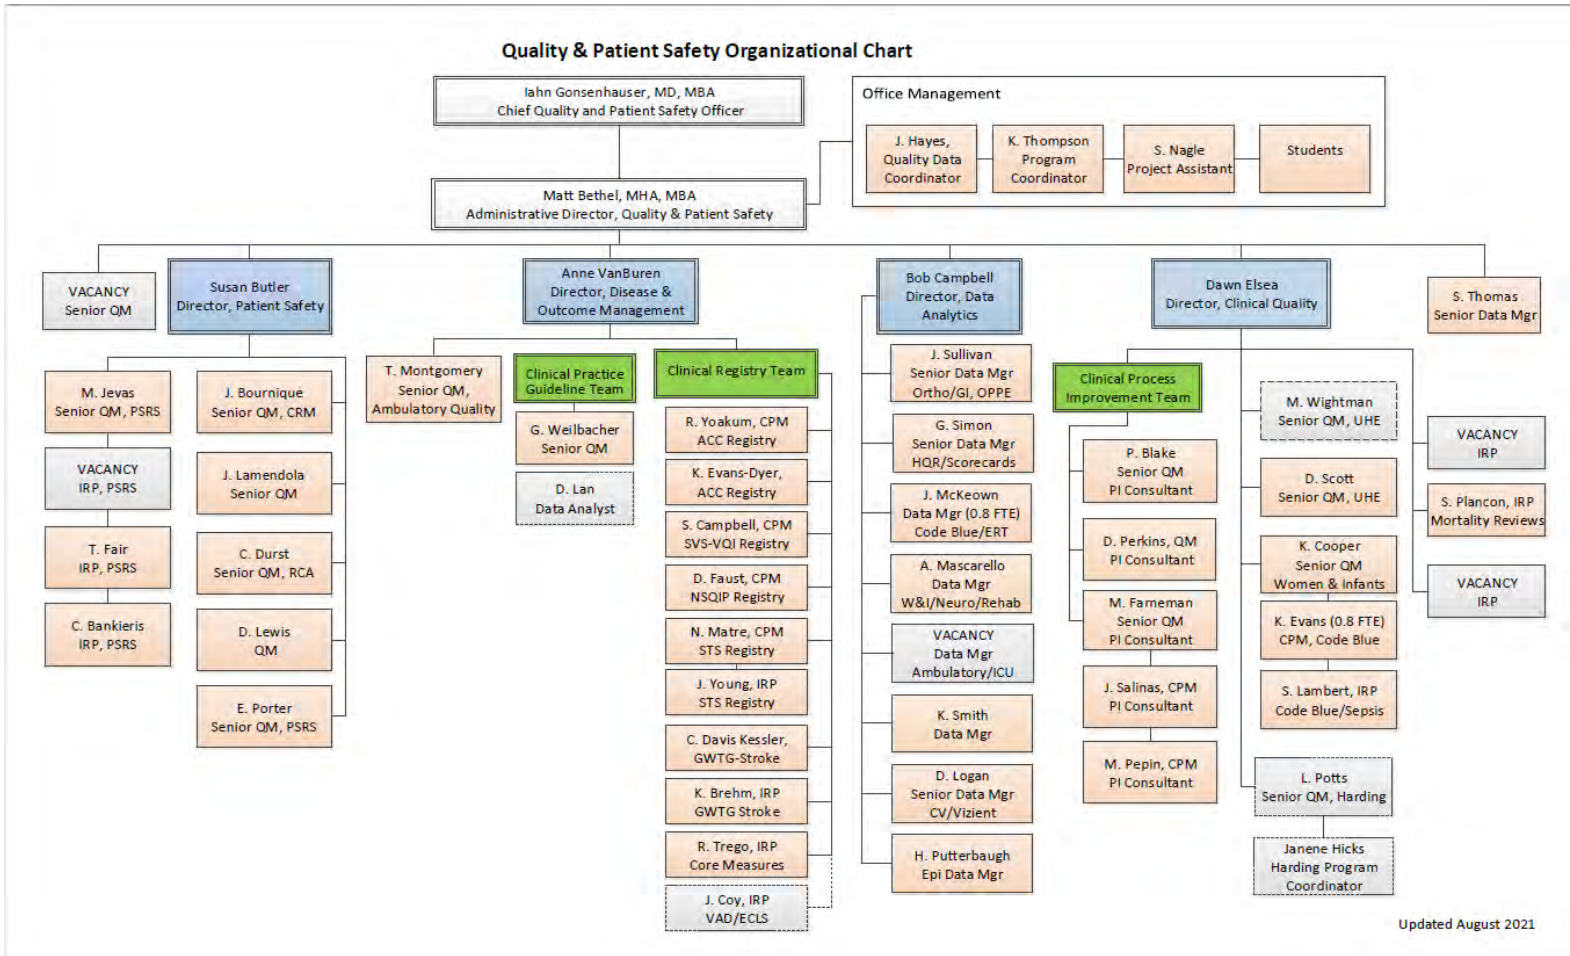 Quality & Patient Safety Organizational Chart
Iahn Gonsenhauser, MD, MBA
Chief Quality and Patient Safety Officer
Office Management
J. Hayes,
Quality Data
Coordinator
K. Thompson
Program
Coordinator
S. Nagle
Project Assistant
Students
Matt Bethel, MHA, MBA
Administrative Director, Quality & Patient Safety
VACANCY
Senior QM
Susan Butler
Director, Patient Safety
Anne VanBuren
Director, Disease &
Outcome Management
Bob Campbell
Director, Data
Analytics
Dawn Elsea
Director, Clinical Quality
S. Thomas
Senior Data Mgr
M. Jevas
Senior QM, PSRS
VACANCY
IRP, PSRS
T. Fair
IRP, PSRS
C. Bankieris
IRP, PSRS
J. Bournique
Senior QM, CRM
J. Lamendola
Senior QM
C. Durst
Senior QM, RCA
D. Lewis
QM
E. Porter
Senior QM, PSRS
T. Montgomery
Senior QM,
Ambulatory Quality
Clinical Practice
Guideline Team
G. Weilbacher
Senior QM
D. Lan
Data Analyst
Clinical Registry Team
R. Yoakum, CPM
ACC Registry
K. Evans-Dyer,
ACC Registry
S. Campbell, CPM
SVS-VQI Registry
D. Faust, CPM
NSQIP Registry
N. Matre, CPM
STS Registry
J. Young, IRP
STS Registry
C. Davis Kessler,
GWTG-Stroke
K. Brehm, IRP
GWTG Stroke
R. Trego, IRP
Core Measures
J. Coy, IRP
VAD/ECLS
J. Sullivan
Senior Data Mgr
Ortho/GI, OPPE
G. Simon
Senior Data Mgr
HQR/Scorecards
J. McKeown
Data Mgr (0.8 FTE)
Code Blue/ERT
A. Mascarello
Data Mgr
W&I/Neuro/Rehab
VACANCY
Data Mgr
Ambulatory/ICU
K. Smith
Data Mgr
D. Logan
Senior Data Mgr
CV/Vizient
H. Putterbaugh
Epi Data Mgr
Clinical Process
Improvement Team
P. Blake
Senior QM
PI Consultant
D. Perkins, QM
PI Consultant
M. Farneman
Senior QM
PI Consultant
J. Salinas, CPM
PI Consultant
M. Pepin, CPM
PI Consultant
M. Wightman
Senior QM, UHE
D. Scott
Senior QM, UHE
K. Cooper
Senior QM
Women & Infants
K. Evans (0.8 FTE)
CPM, Code Blue
S. Lambert, IRP
Code Blue/Sepsis
L. Potts
Senior QM, Harding
Janene Hicks
Harding Program
Coordinator
VACANCY
IRP
S. Plancon, IRP
Mortality Reviews
VACANCY
IRP
Updated August 2021